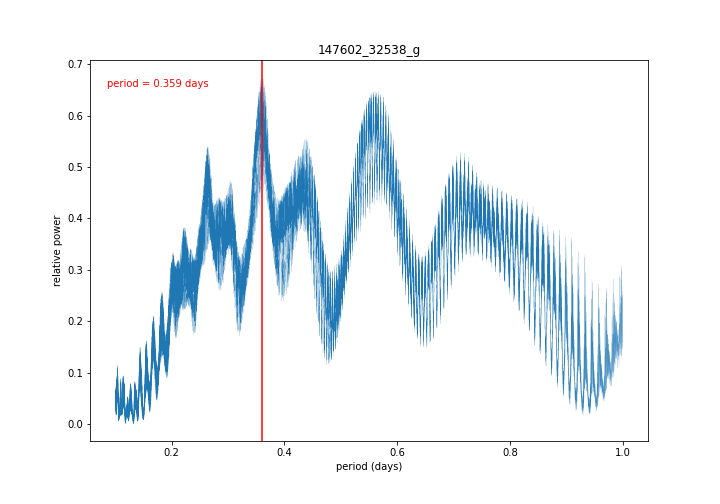 147602_32538_g
period = 0.359 days
relative power
0.7
0.6
0.5
0.4
0.3
0.2
0.1
0.0
0.2 0.4 0.6 0.8 1.0
period (days)